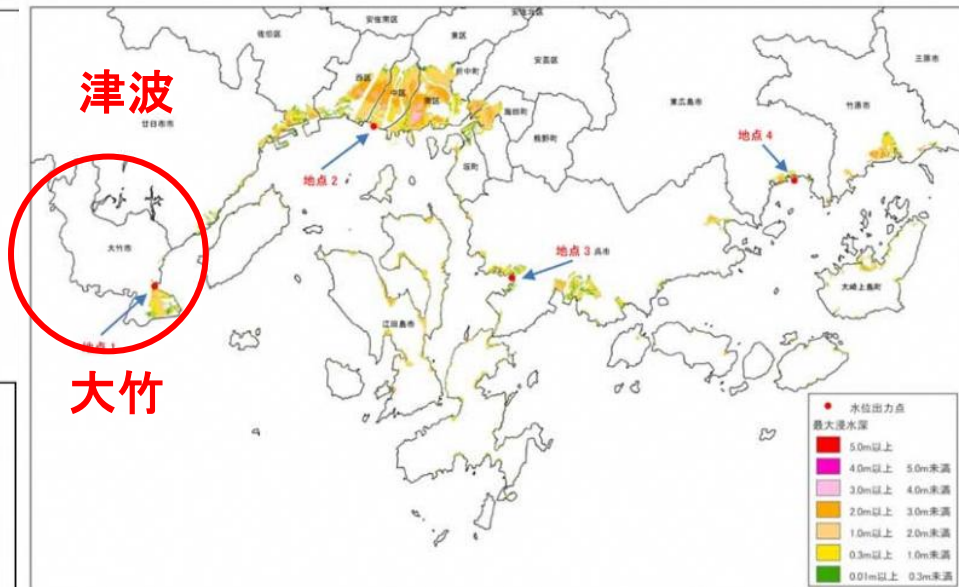 佐伯区
安佐南区
安佐北区
東区
安芸区
三原市
津波
西区
中区
南区
府中町
海田町
東広島市
竹原市
廿日市市
熊野町
地点4
坂町
地点2
大竹市
地点3 呉市
大崎上島町
江田島市
地点1
大竹
水位出力点
最大浸水深
5.0m以上
4.0m以上 5.0m未満
3.0m以上 4.0m未満
2.0m以上 3.0m未満
1.0m以上 2.0m未満
0.3m以上 1.0m未満
0.01m以上 0.3m未満